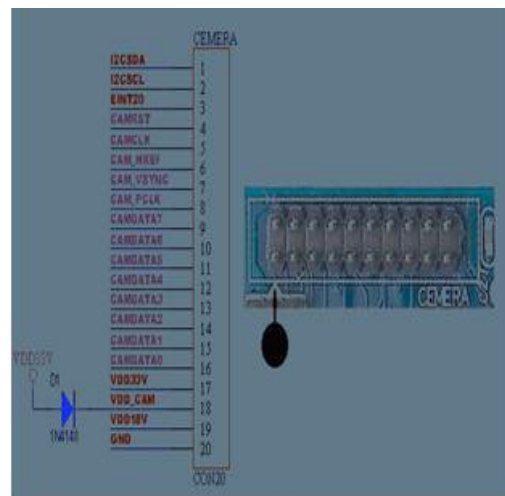 CEMERA
I2CSDA
1
I2CSCL
2
EINT20
3
CAMRST
4
CAMCLK
5
CAM_HREF
6
CAM_VSYNC
7
CAM_PCLK
8
CAMDATA7
9
CAMDATA6
10
CAMDATA5
11
CAMDATA4
12
CAMDATA3
13
CAMDATA2
14
CAMDATA1
15
CAMDATA0
16
VDD33V
17
VDD_CAM
18
VDD18V
19
GND
20
CON20
D1
1N4148
CEMERA